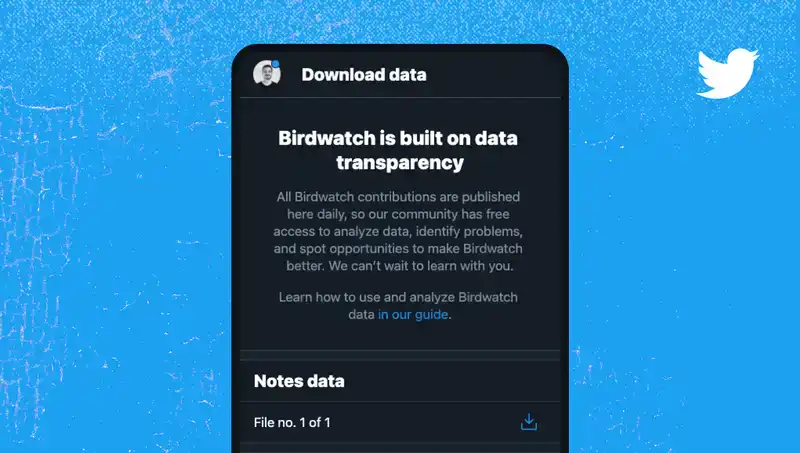 Download data
Birdwatch is built on data
transparency
All Birdwatch contributions are published
here daily, so our community has free
access to analyze data, identify problems,
and spot opportunities to make Birdwatch
better. We can’t wait to learn with you.
Learn how to use and analyze Birdwatch
data in our guide.
Notes data
File no. 1 of 1